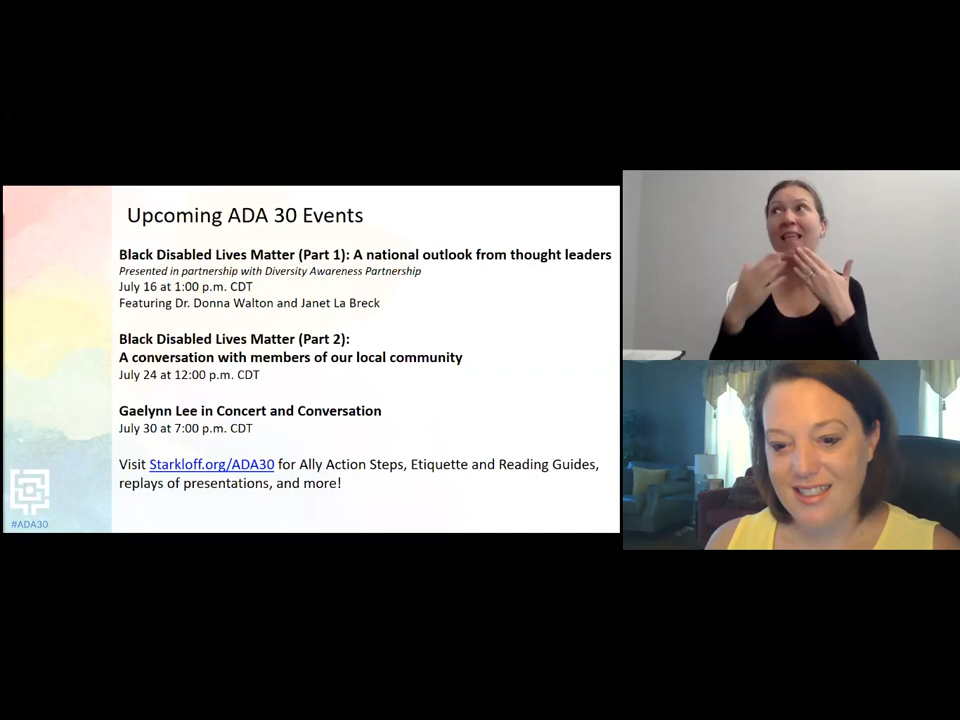 Upcoming ADA 30 Events
Black Disabled Lives Matter (Part 1): A national outlook from thought leaders
Presented in partnership with Diversity Awareness Partnership
July 16 at 1:00 p.m. CDT
Featuring Dr. Donna Walton and Janet La Breck
Black Disabled Lives Matter (Part 2):
A conversation with members of our local community
July 24 at 12:00 p.m. CDT
Gaelynn Lee in Concert and Conversation
July 30 at 7:00 p.m. CDT
Visit Starkloff.org/ADA30 for Ally Action Steps, Etiquette and Reading Guides,
replays of presentations, and more!
#ADA30